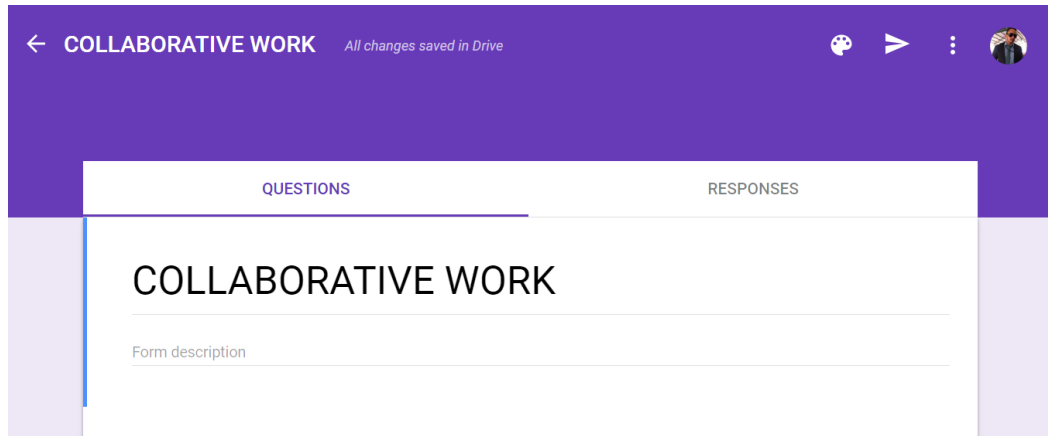 COLLABORATIVE WORK All changes saved in Drive
QUESTIONS RESPONSES
COLLABORATIVE WORK
Form description